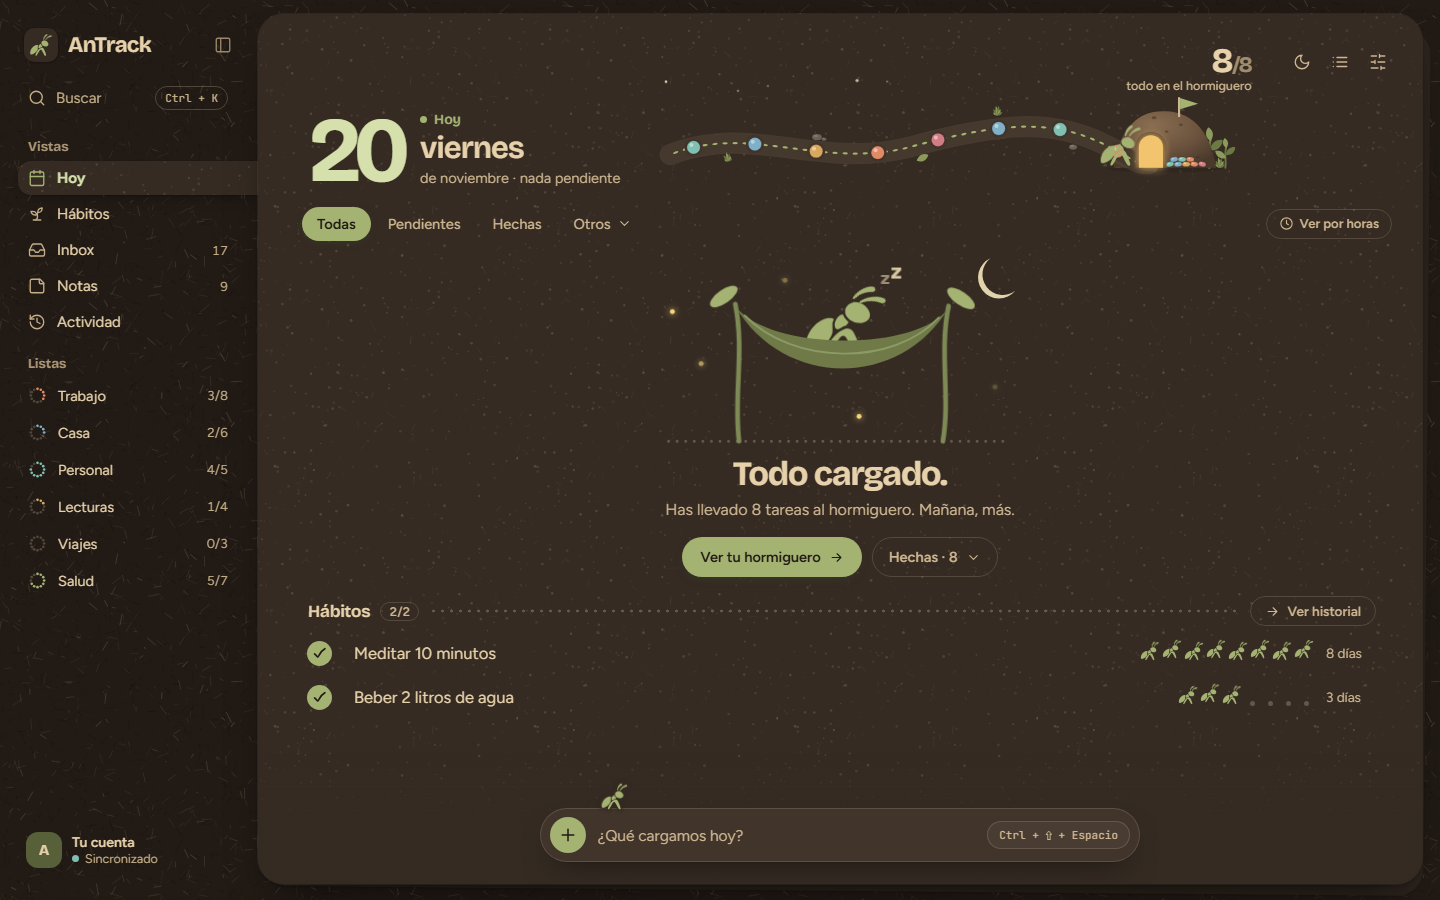 AnTrack
Buscar
Ctrl + K
Vistas
Hoy
Hábitos
Inbox 17
Notas 9
Actividad
Listas
Trabajo 3/8
Casa 2/6
Personal 4/5
Lecturas 1/4
Viajes 0/3
Salud 5/7
A
Tu cuenta
Sincronizado
20
Hoy
viernes
de noviembre · nada pendiente
8/8
todo en el hormiguero
Todas
Pendientes
Hechas
Otros
Ver por horas
z z
Todo cargado.
Has llevado 8 tareas al hormiguero. Mañana, más.
Ver tu hormiguero →
Hechas · 8
Hábitos 2/2
→ Ver historial
Meditar 10 minutos 8 días
Beber 2 litros de agua 3 días
+ ¿Qué cargamos hoy?
Ctrl + ⇧ + Espacio